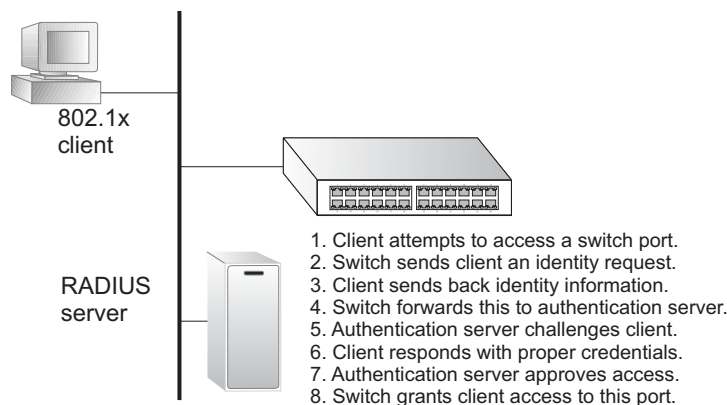 802.1x
client
RADIUS
server
1. Client attempts to access a switch port.
2. Switch sends client an identity request.
3. Client sends back identity information.
4. Switch forwards this to authentication server.
5. Authentication server challenges client.
6. Client responds with proper credentials.
7. Authentication server approves access.
8. Switch grants client access to this port.